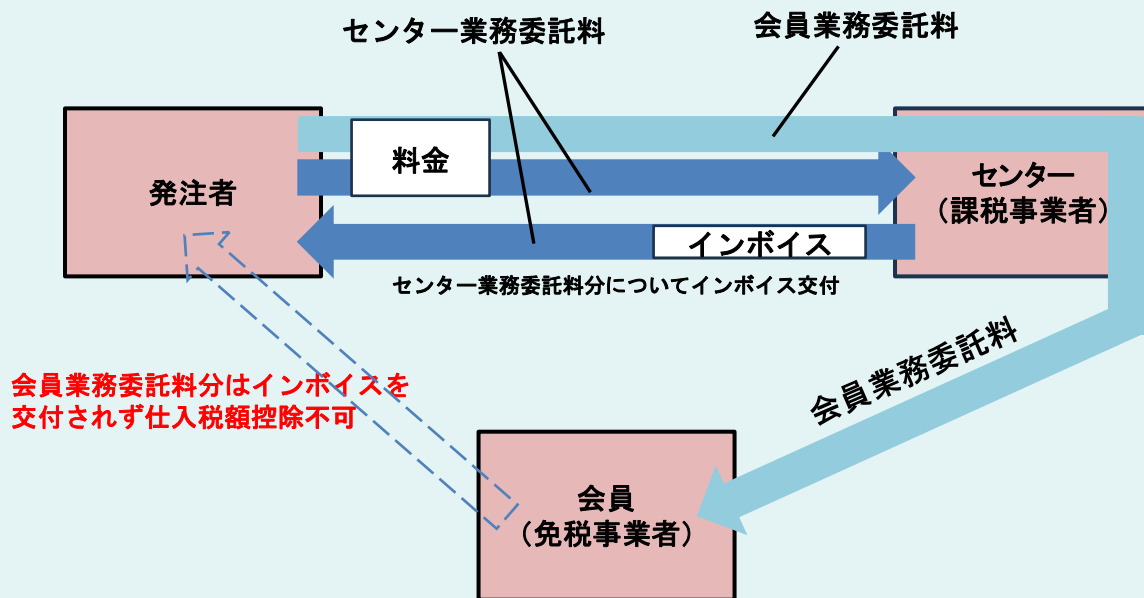 センター業務委託料
会員業務委託料
料金
発注者
センター
（課税事業者）
インボイス
センター業務委託料分についてインボイス交付
会員業務委託料
会員業務委託料分はインボイスを
交付されず仕入税額控除不可
会員
（免税事業者）